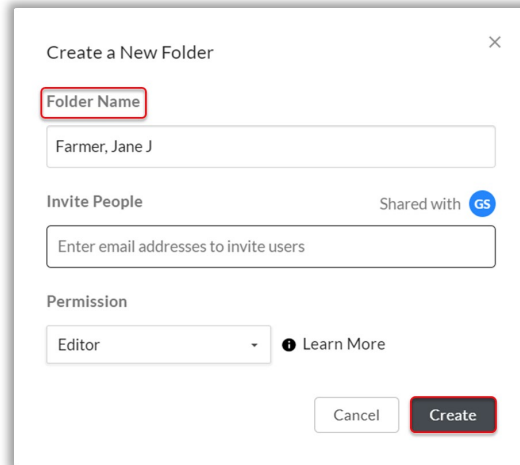 Create a New Folder
Folder Name
Farmer, Jane J
Invite People
Shared with GS
Enter email addresses to invite users
Permission
Editor
Learn More
Cancel
Create